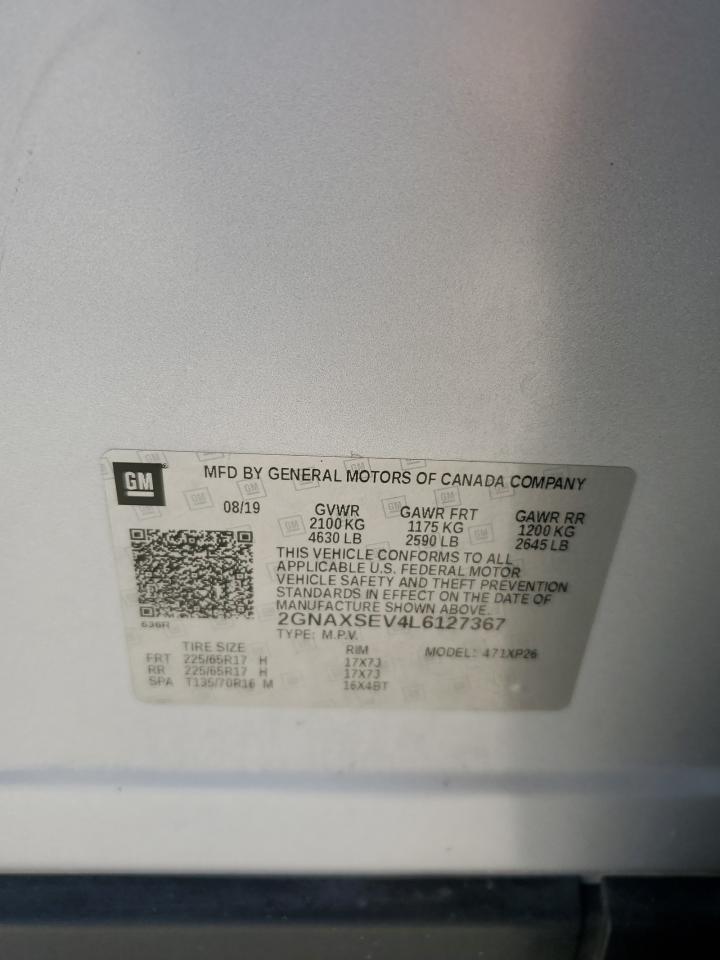 GM
MFD BY GENERAL MOTORS OF CANADA COMPANY
08/19 GVWR GAWR FRT GAWR RR
2100 KG 1175 KG 1200 KG
4630 LB 2590 LB 2645 LB
THIS VEHICLE CONFORMS TO ALL
APPLICABLE U.S. FEDERAL MOTOR
VEHICLE SAFETY AND THEFT PREVENTION
STANDARDS IN EFFECT ON THE DATE OF
MANUFACTURE SHOWN ABOVE.
2GNAXSEV4L6127367
TYPE: M.P.V.
TIRE SIZE RIM MODEL: 471XP26
FRT 225/65R17 H 17X7J
RR 225/65R17 H 17X7J
SPA T135/70R16 M 16X4BT